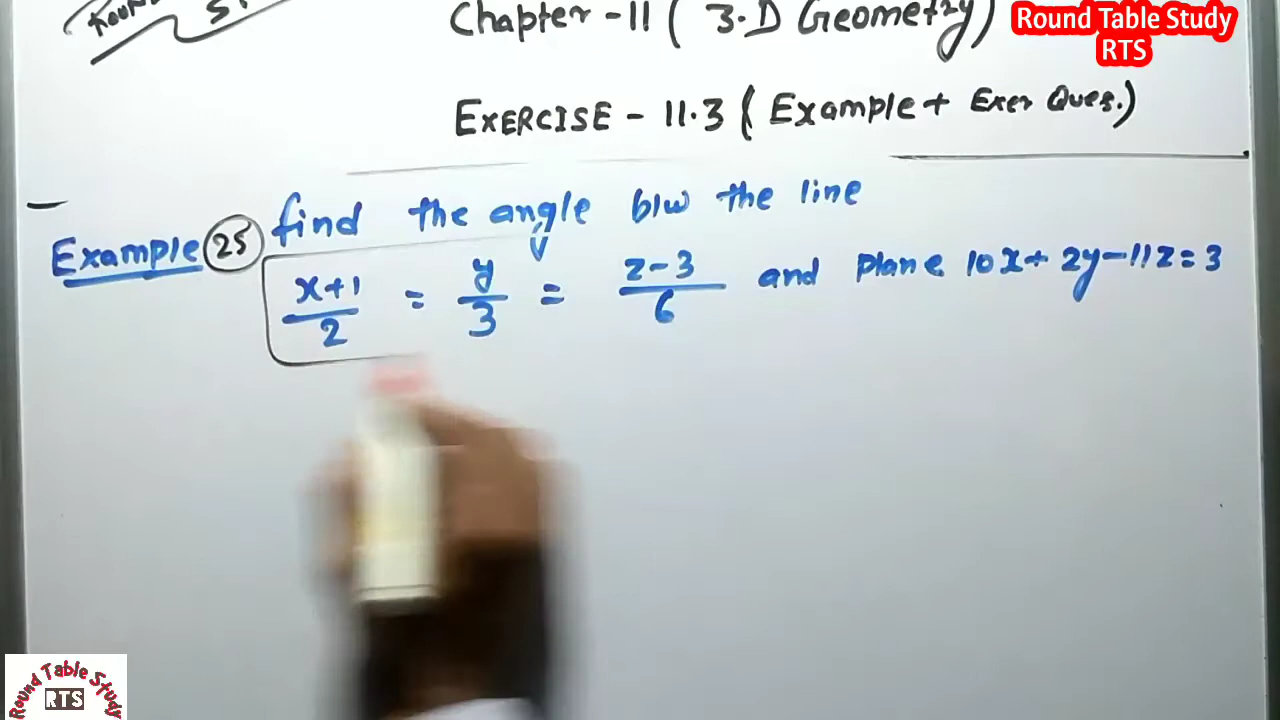 Chapter -11 ( 3.D Geometry)
Round Table Study
RTS
EXERCISE - 11.3 ( Example + Exer Ques.)
Example 25 find the angle b/w the line
x+1/2 = y/3 = z-3/6 and plane 10x+2y-11z=3
Round Table Study
RTS